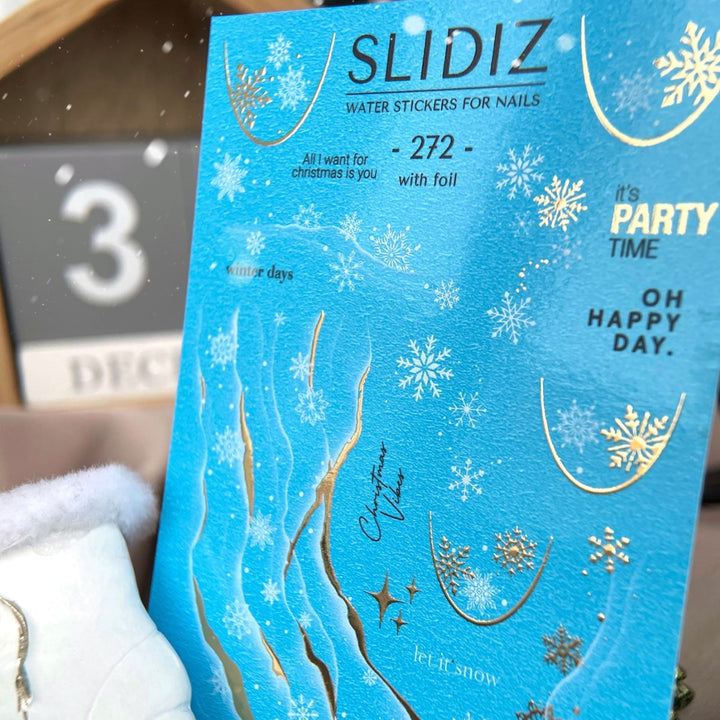 SLIDIZ
WATER STICKERS FOR NAILS
- 272 -
with foil
All I want for
christmas is you
it's
PARTY
TIME
winter days
OH
HAPPY
DAY.
Christmas
Vibes
let it snow
3
DEC